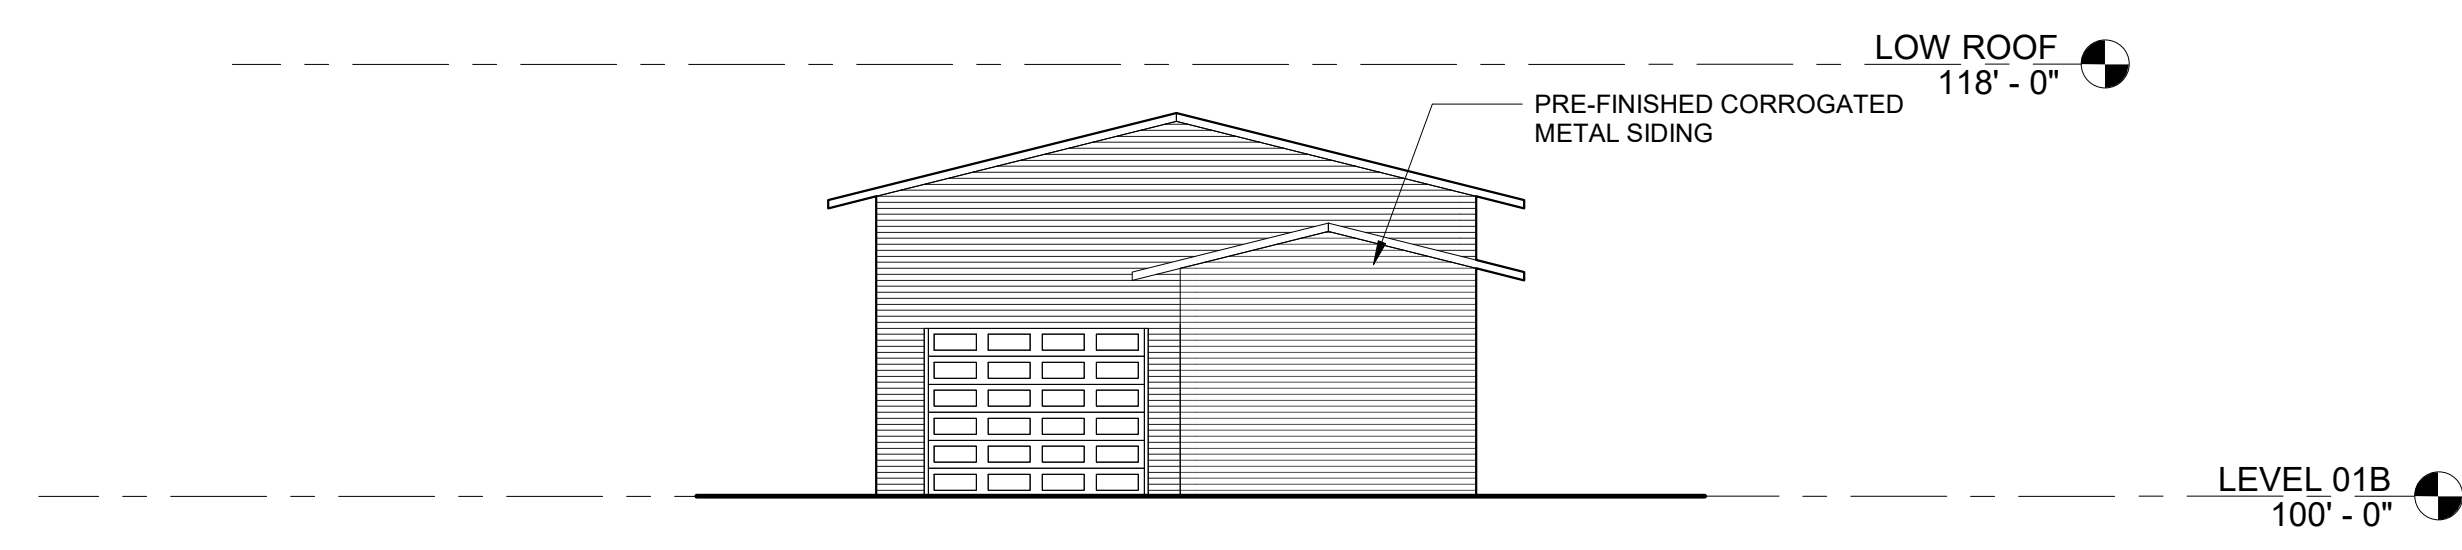 LOW ROOF
118' - 0"
PRE-FINISHED CORROGATED
METAL SIDING
LEVEL 01B
100' - 0"